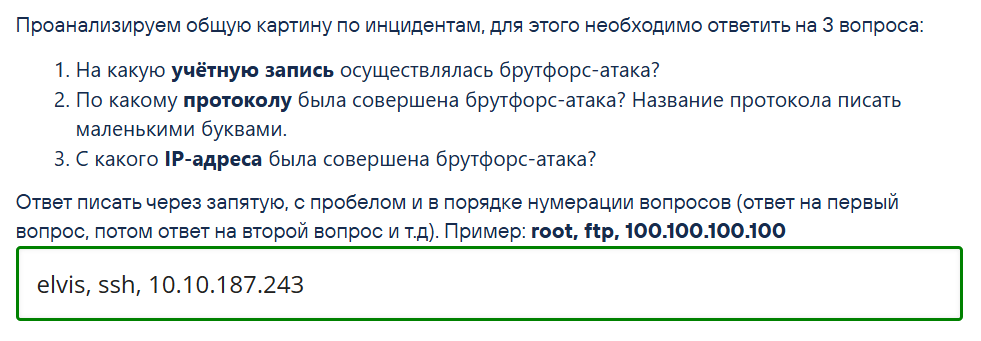 Проанализируем общую картину по инцидентам, для этого необходимо ответить на 3 вопроса:
1. На какую учётную запись осуществлялась брутфорс-атака?
2. По какому протоколу была совершена брутфорс-атака? Название протокола писать
маленькими буквами.
3. С какого IP-адреса была совершена брутфорс-атака?
Ответ писать через запятую, с пробелом и в порядке нумерации вопросов (ответ на первый
вопрос, потом ответ на второй вопрос и т.д). Пример: root, ftp, 100.100.100.100
elvis, ssh, 10.10.187.243